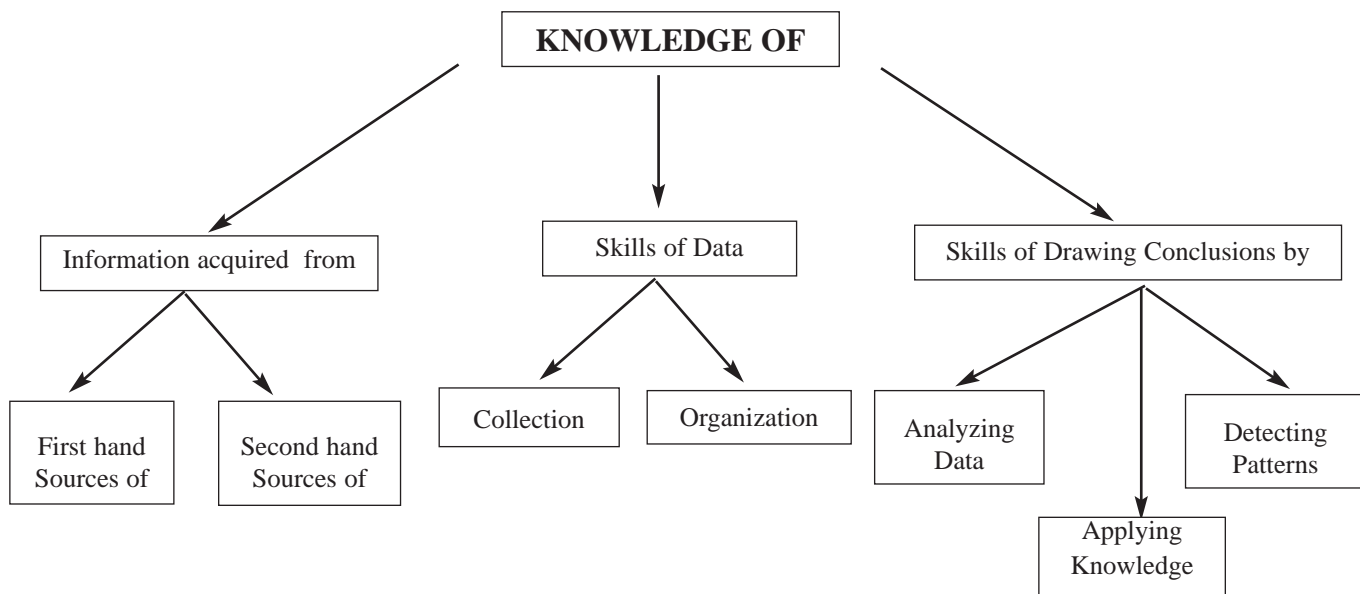 KNOWLEDGE OF
Information acquired from
Skills of Data
Skills of Drawing Conclusions by
First hand
Sources of
Second hand
Sources of
Collection
Organization
Analyzing
Data
Applying
Knowledge
Detecting
Patterns